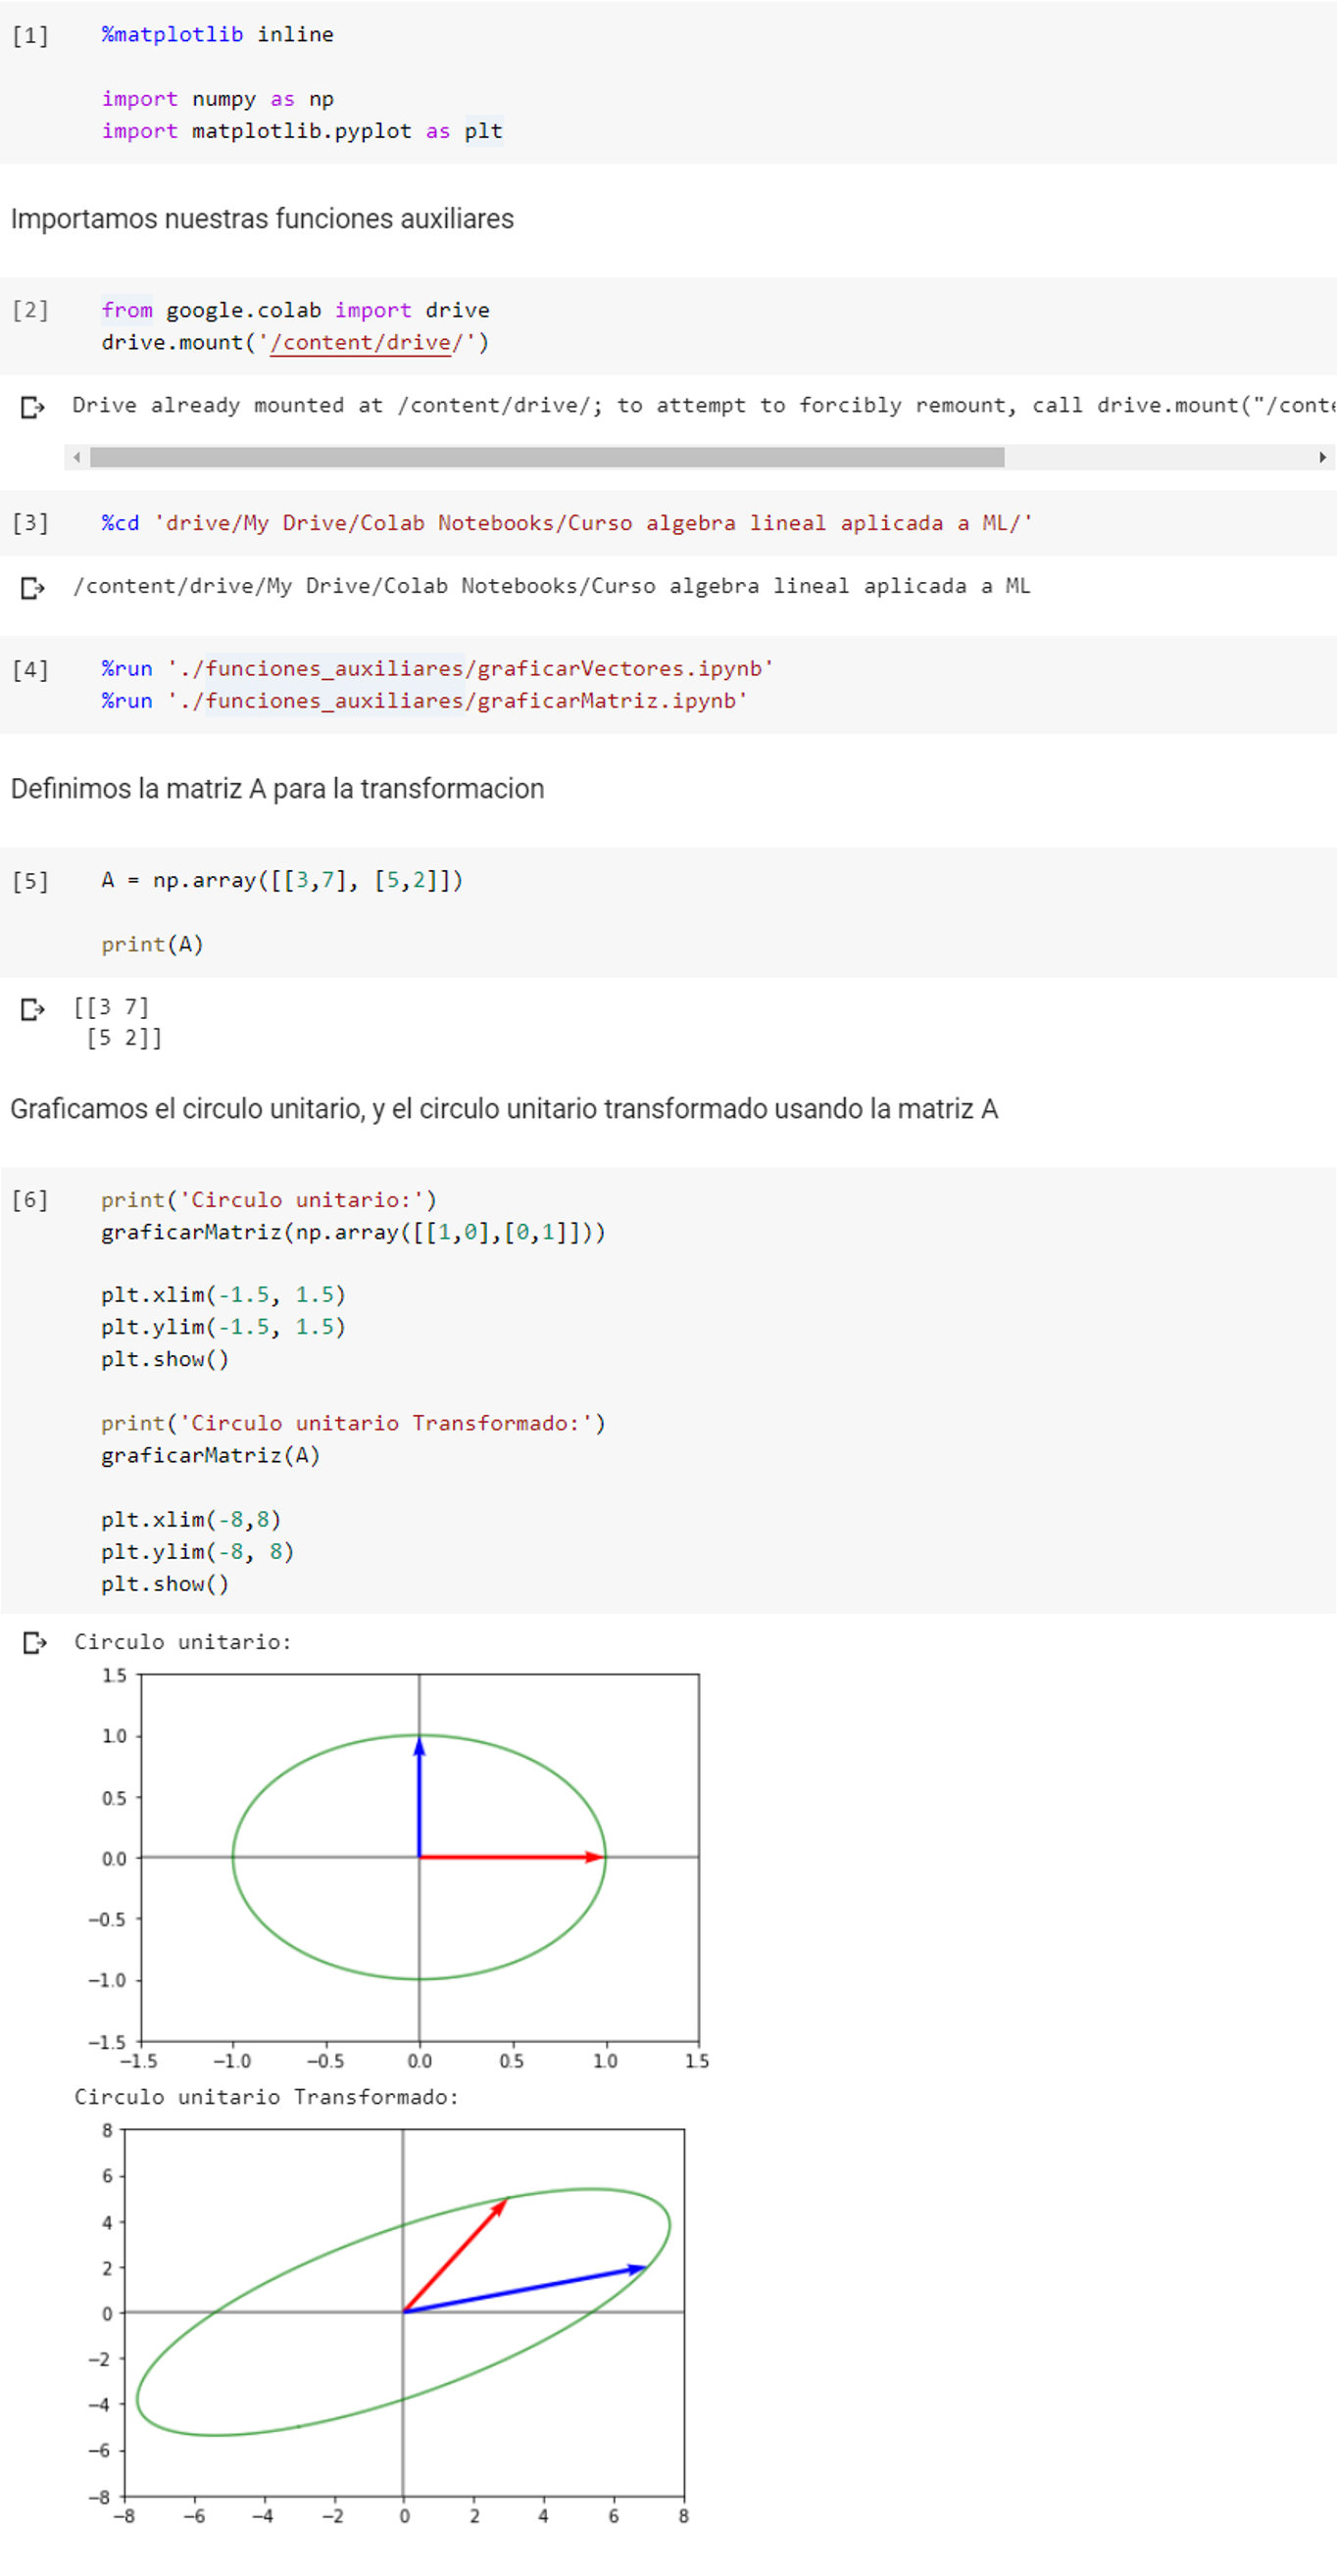 [1] %matplotlib inline
import numpy as np
import matplotlib.pyplot as plt
Importamos nuestras funciones auxiliares
[2] from google.colab import drive
drive.mount('/content/drive/')
Drive already mounted at /content/drive/; to attempt to forcibly remount, call drive.mount("/conte
[3] %cd 'drive/My Drive/Colab Notebooks/Curso algebra lineal aplicada a ML/'
/content/drive/My Drive/Colab Notebooks/Curso algebra lineal aplicada a ML
[4] %run './funciones_auxiliares/graficarVectores.ipynb'
%run './funciones_auxiliares/graficarMatriz.ipynb'
Definimos la matriz A para la transformacion
[5] A = np.array([[3,7], [5,2]])
print(A)
[[3 7]
[5 2]]
Graficamos el circulo unitario, y el circulo unitario transformado usando la matriz A
[6] print('Circulo unitario:')
graficarMatriz(np.array([[1,0],[0,1]]))
plt.xlim(-1.5, 1.5)
plt.ylim(-1.5, 1.5)
plt.show()
print('Circulo unitario Transformado:')
graficarMatriz(A)
plt.xlim(-8,8)
plt.ylim(-8, 8)
plt.show()
Circulo unitario:
1.5
1.0
0.5
0.0
−0.5
−1.0
−1.5
−1.5 −1.0 −0.5 0.0 0.5 1.0 1.5
Circulo unitario Transformado:
8
6
4
2
0
−2
−4
−6
−8
−8 −6 −4 −2 0 2 4 6 8